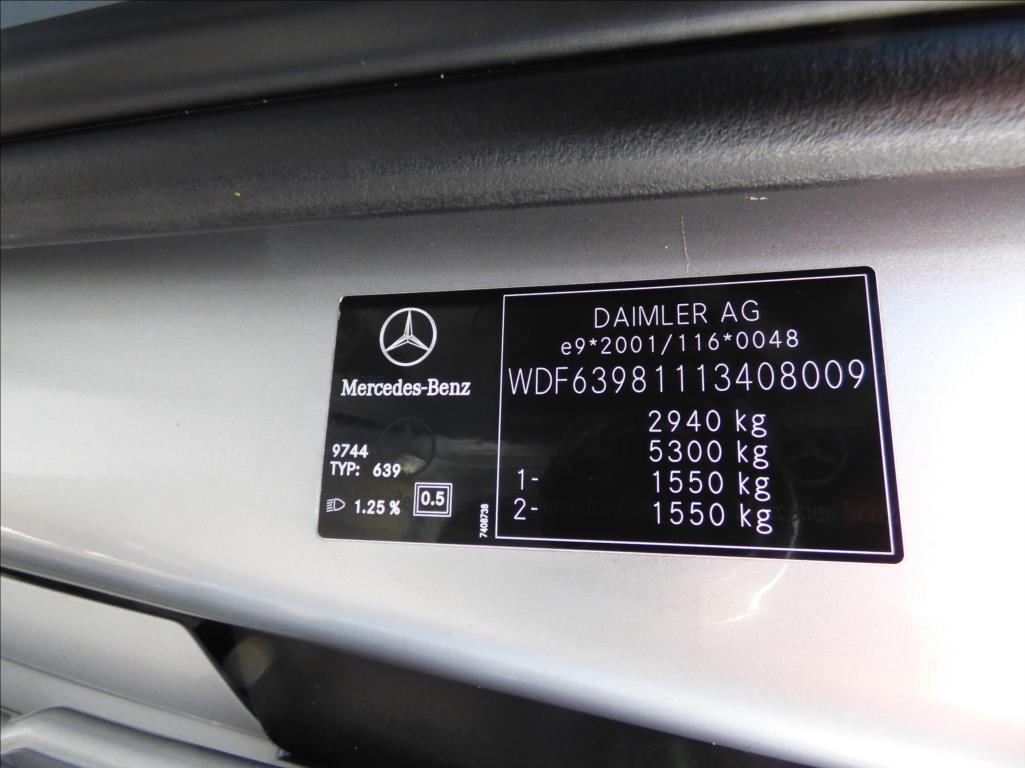 Mercedes-Benz
9744
TYP: 639
1.25 %
0.5
7408738
DAIMLER AG
e9*2001/116*0048
WDF63981113408009
2940 kg
5300 kg
1- 1550 kg
2- 1550 kg